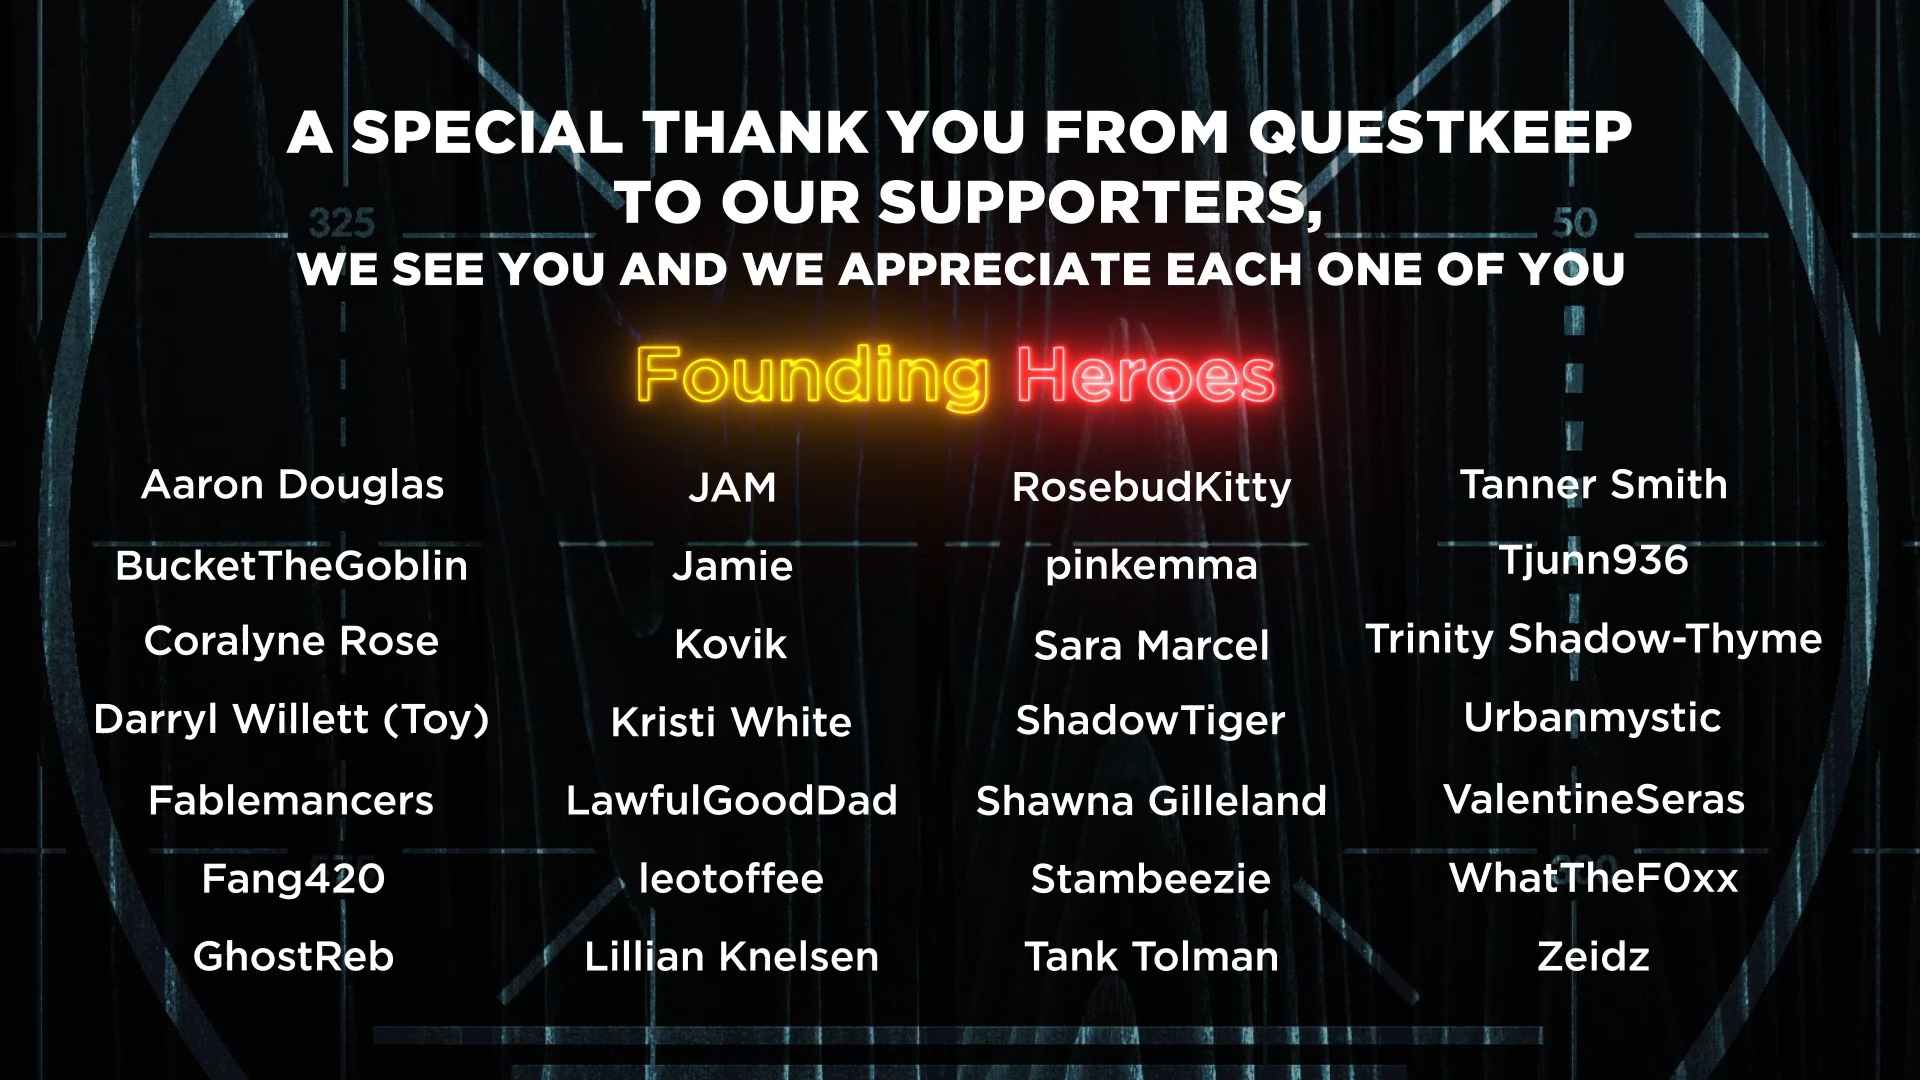 A SPECIAL THANK YOU FROM QUESTKEEP
TO OUR SUPPORTERS,
WE SEE YOU AND WE APPRECIATE EACH ONE OF YOU
325
50
Founding Heroes
Aaron Douglas
BucketTheGoblin
Coralyne Rose
Darryl Willett (Toy)
Fablemancers
Fang420
GhostReb
JAM
Jamie
Kovik
Kristi White
LawfulGoodDad
leotoffee
Lillian Knelsen
RosebudKitty
pinkemma
Sara Marcel
ShadowTiger
Shawna Gilleland
Stambeezie
Tank Tolman
Tanner Smith
Tjunn936
Trinity Shadow-Thyme
Urbanmystic
ValentineSeras
WhatTheF0xx
Zeidz